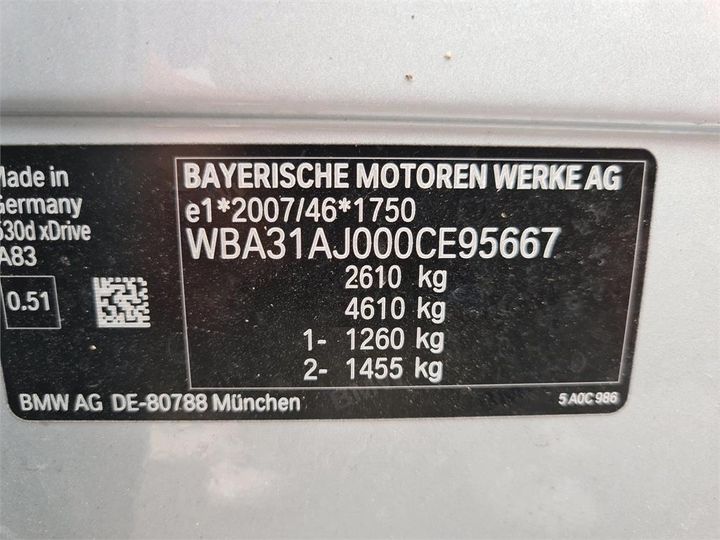 Made in
Germany
530d xDrive
A83
0.51
BAYERISCHE MOTOREN WERKE AG
e1*2007/46*1750
WBA31AJ000CE95667
2610 kg
4610 kg
1- 1260 kg
2- 1455 kg
BMW AG DE-80788 München
5 A0C 986